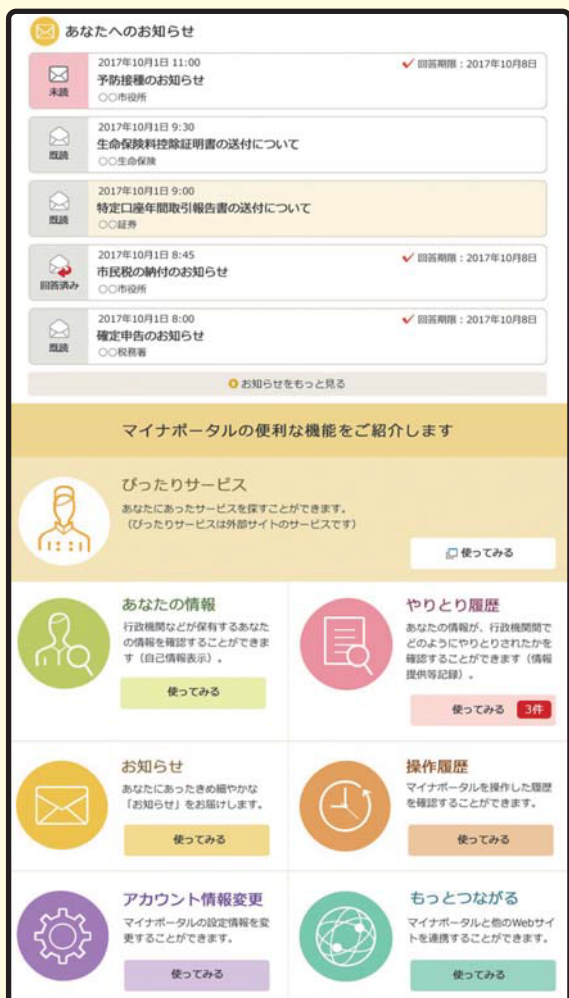 あなたへのお知らせ
未読
2017年10月1日 11:00
✓ 回答期限：2017年10月8日
予防接種のお知らせ
○○市役所
既読
2017年10月1日 9:30
生命保険料控除証明書の送付について
○○生命保険
既読
2017年10月1日 9:00
特定口座年間取引報告書の送付について
○○証券
回答済み
2017年10月1日 8:45
✓ 回答期限：2017年10月8日
市民税の納付のお知らせ
○○市役所
既読
2017年10月1日 8:00
✓ 回答期限：2017年10月8日
確定申告のお知らせ
○○税務署
お知らせをもっと見る
マイナポータルの便利な機能をご紹介します
ぴったりサービス
あなたにあったサービスを探すことができます。
（ぴったりサービスは外部サイトのサービスです）
使ってみる
あなたの情報
行政機関などが保有するあなた
の情報を確認することができま
す（自己情報表示）。
使ってみる
やりとり履歴
あなたの情報が、行政機関間で
どのようにやりとりされたかを
確認することができます（情報
提供等記録）。
使ってみる 3件
お知らせ
あなたにあったきめ細やかな
「お知らせ」をお届けします。
使ってみる
操作履歴
マイナポータルを操作した履歴
を確認することができます。
使ってみる
アカウント情報変更
マイナポータルの設定情報を変
更することができます。
使ってみる
もっとつながる
マイナポータルと他のWebサイ
トを連携することができます。
使ってみる